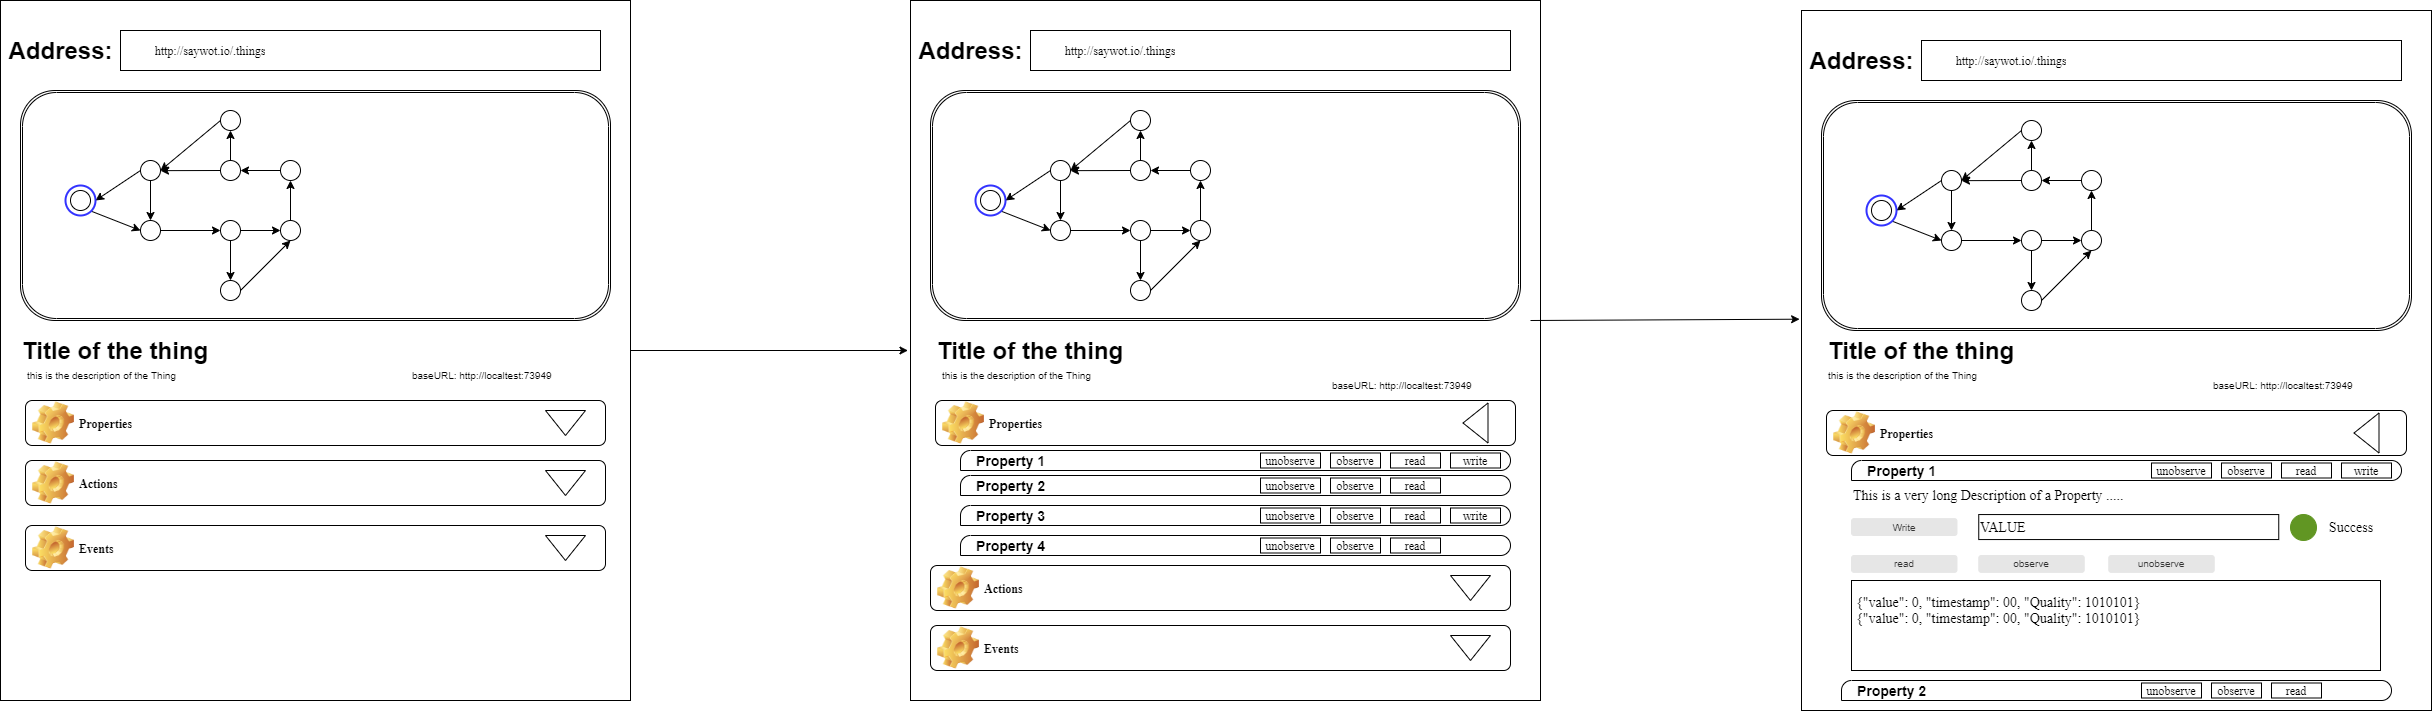 Address:
http://saywot.io/.things
Title of the thing
this is the description of the Thing
baseURL: http://localtest:73949
Properties
Actions
Events
Address:
http://saywot.io/.things
Title of the thing
this is the description of the Thing
baseURL: http://localtest:73949
Properties
Property 1 unobserve observe read write
Property 2 unobserve observe read
Property 3 unobserve observe read write
Property 4 unobserve observe read
Actions
Events
Address:
http://saywot.io/.things
Title of the thing
this is the description of the Thing
baseURL: http://localtest:73949
Properties
Property 1 unobserve observe read write
This is a very long Description of a Property .....
Write VALUE Success
read observe unobserve
{"value": 0, "timestamp": 00, "Quality": 1010101}
{"value": 0, "timestamp": 00, "Quality": 1010101}
Property 2 unobserve observe read